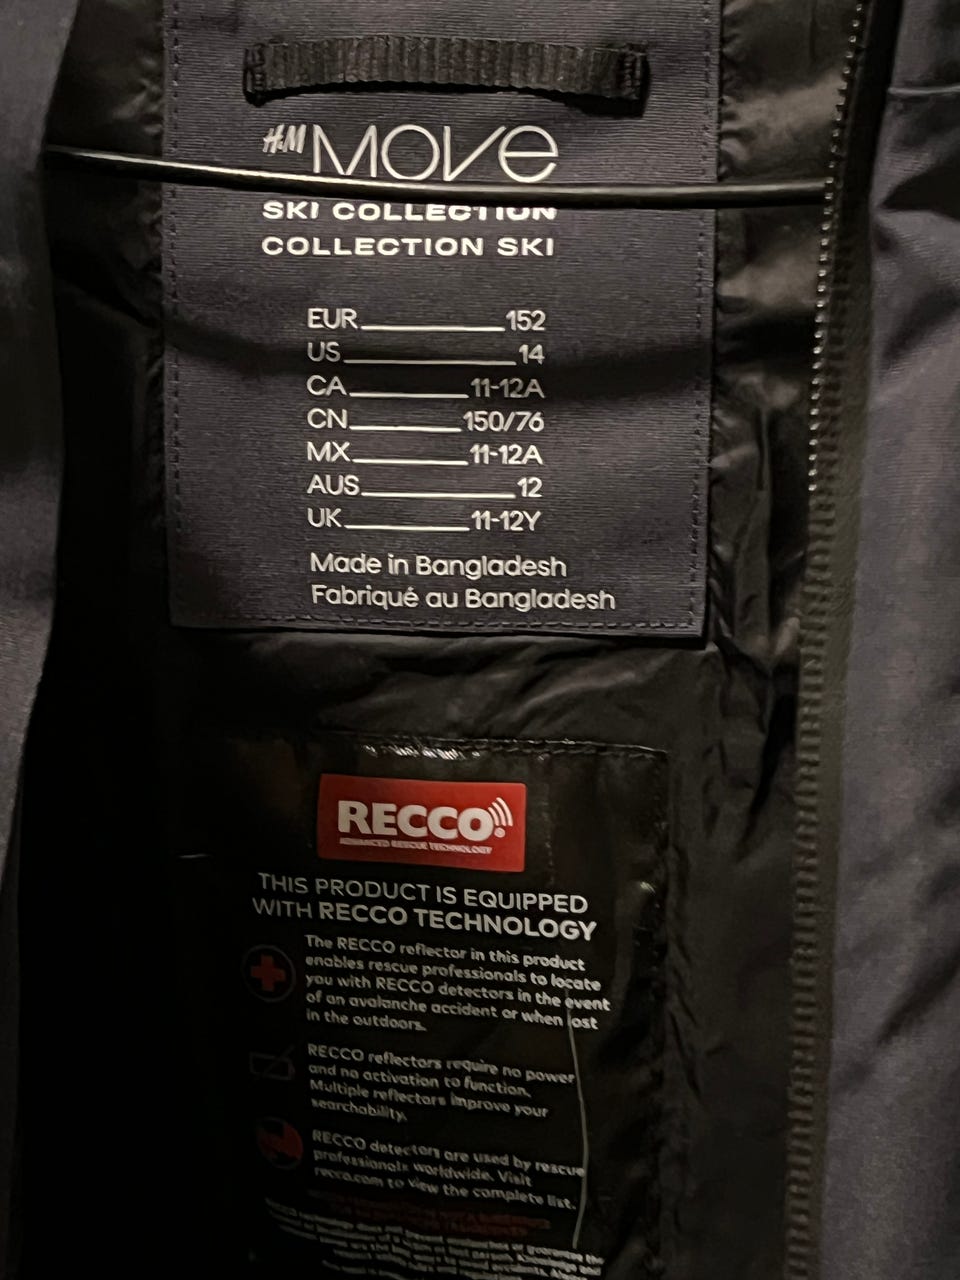 H&M MOVE
SKI COLLECTION
COLLECTION SKI
EUR 152
US 14
CA 11-12A
CN 150/76
MX 11-12A
AUS 12
UK 11-12Y
Made in Bangladesh
Fabriqué au Bangladesh
RECCO®
ADVANCED RESCUE TECHNOLOGY
THIS PRODUCT IS EQUIPPED
WITH RECCO TECHNOLOGY
The RECCO reflector in this product
enables rescue professionals to locate
you with RECCO detectors in the event
of an avalanche accident or when lost
in the outdoors.
RECCO reflectors require no power
and no activation to function.
Multiple reflectors improve your
searchability.
RECCO detectors are used by rescue
professionals worldwide. Visit
recco.com to view the complete list.